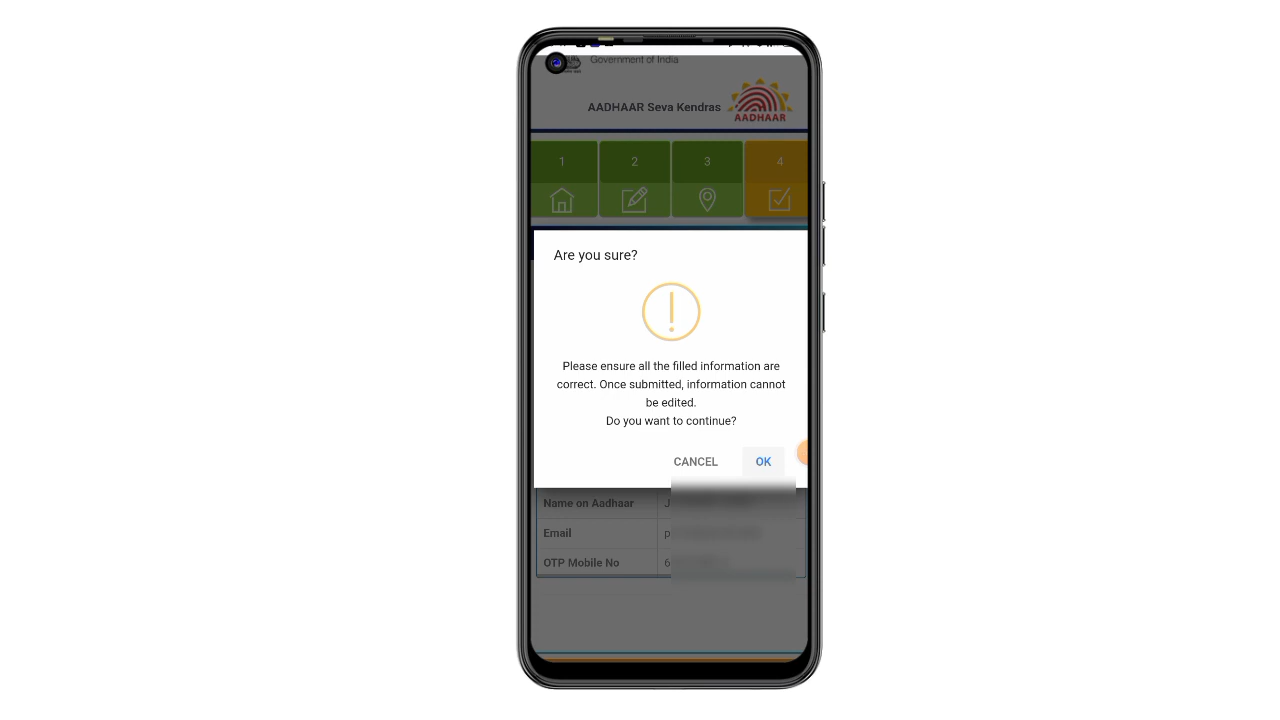 Government of India
AADHAAR Seva Kendras
AADHAAR
1 2 3 4
Are you sure?
Please ensure all the filled information are
correct. Once submitted, information cannot
be edited.
Do you want to continue?
CANCEL OK
Name on Aadhaar J
Email p
OTP Mobile No 6